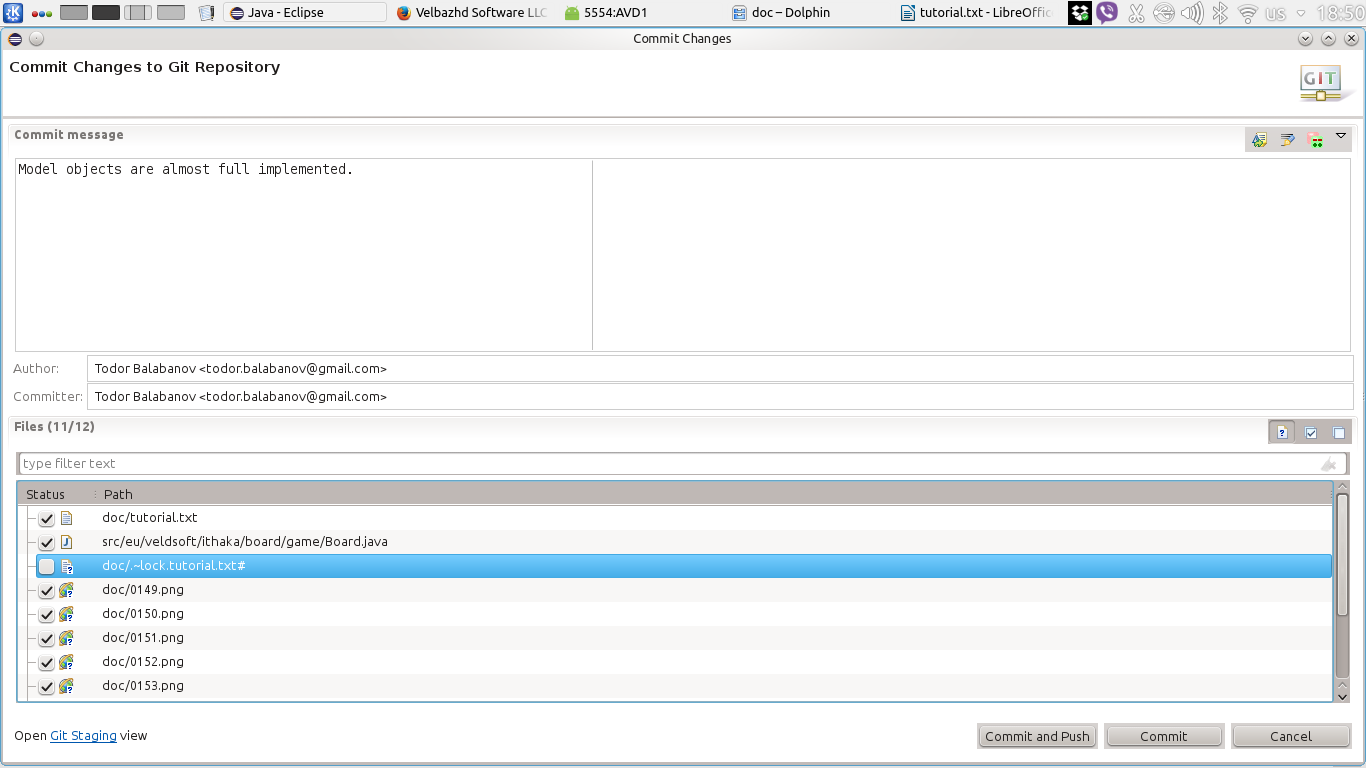 Java - Eclipse Velbazhd Software LLC 5554:AVD1 doc – Dolphin tutorial.txt - LibreOffic us 18:50
Commit Changes
Commit Changes to Git Repository
GIT
Commit message
Model objects are almost full implemented.
Author: Todor Balabanov <todor.balabanov@gmail.com>
Committer: Todor Balabanov <todor.balabanov@gmail.com>
Files (11/12)
type filter text
Status Path
doc/tutorial.txt
src/eu/veldsoft/ithaka/board/game/Board.java
doc/.~lock.tutorial.txt#
doc/0149.png
doc/0150.png
doc/0151.png
doc/0152.png
doc/0153.png
Open Git Staging view Commit and Push Commit Cancel